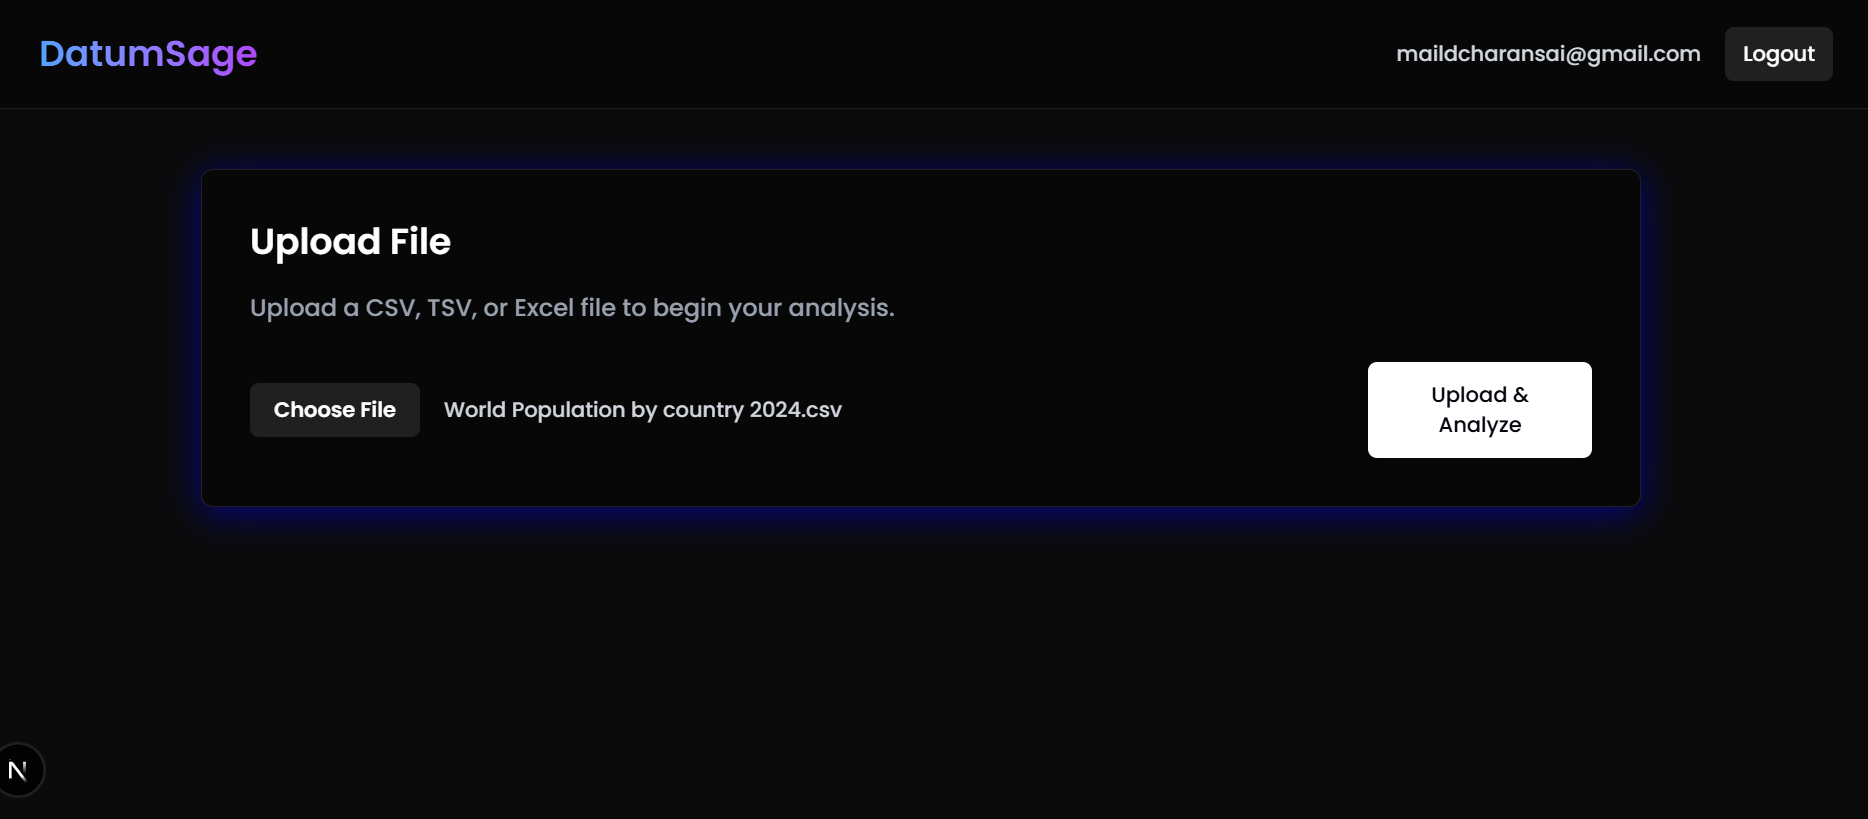 DatumSage
maildcharansai@gmail.com
Logout
Upload File
Upload a CSV, TSV, or Excel file to begin your analysis.
Choose File
World Population by country 2024.csv
Upload &
Analyze
N